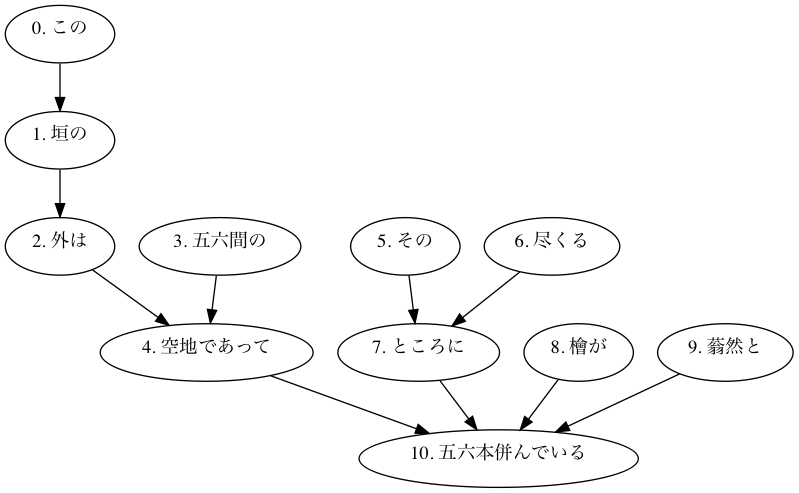 0. この
1. 垣の
2. 外は
3. 五六間の
5. その
6. 尽くる
4. 空地であって
7. ところに
8. 檜が
9. 蓊然と
10. 五六本併んでいる